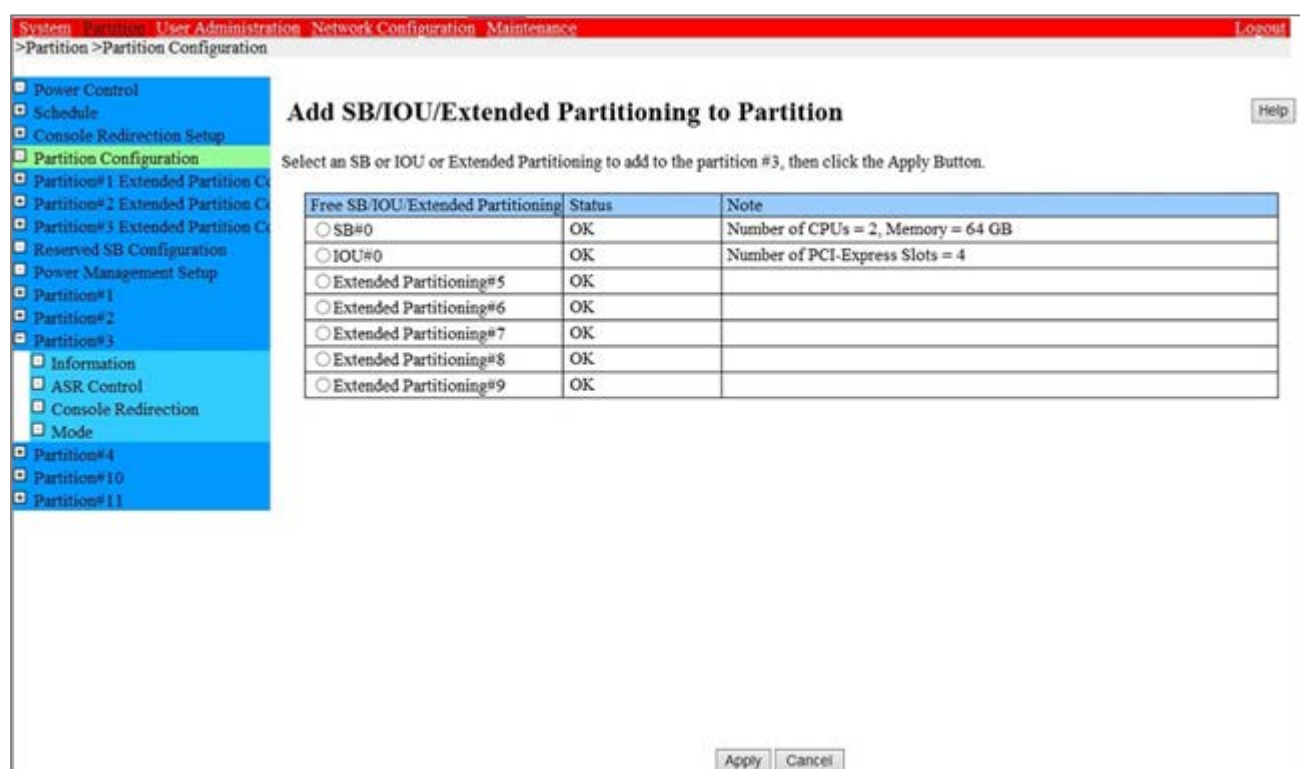 System Partition User Administration Network Configuration Maintenance Logout
>Partition >Partition Configuration
Power Control
Schedule
Console Redirection Setup
Partition Configuration
Partition#1 Extended Partition Co
Partition#2 Extended Partition Co
Partition#3 Extended Partition Co
Reserved SB Configuration
Power Management Setup
Partition#1
Partition#2
Partition#3
Information
ASR Control
Console Redirection
Mode
Partition#4
Partition#10
Partition#11
Add SB/IOU/Extended Partitioning to Partition
Help
Select an SB or IOU or Extended Partitioning to add to the partition #3, then click the Apply Button.
Free SB/IOU/Extended Partitioning Status Note
SB#0 OK Number of CPUs = 2, Memory = 64 GB
IOU#0 OK Number of PCI-Express Slots = 4
Extended Partitioning#5 OK
Extended Partitioning#6 OK
Extended Partitioning#7 OK
Extended Partitioning#8 OK
Extended Partitioning#9 OK
Apply Cancel